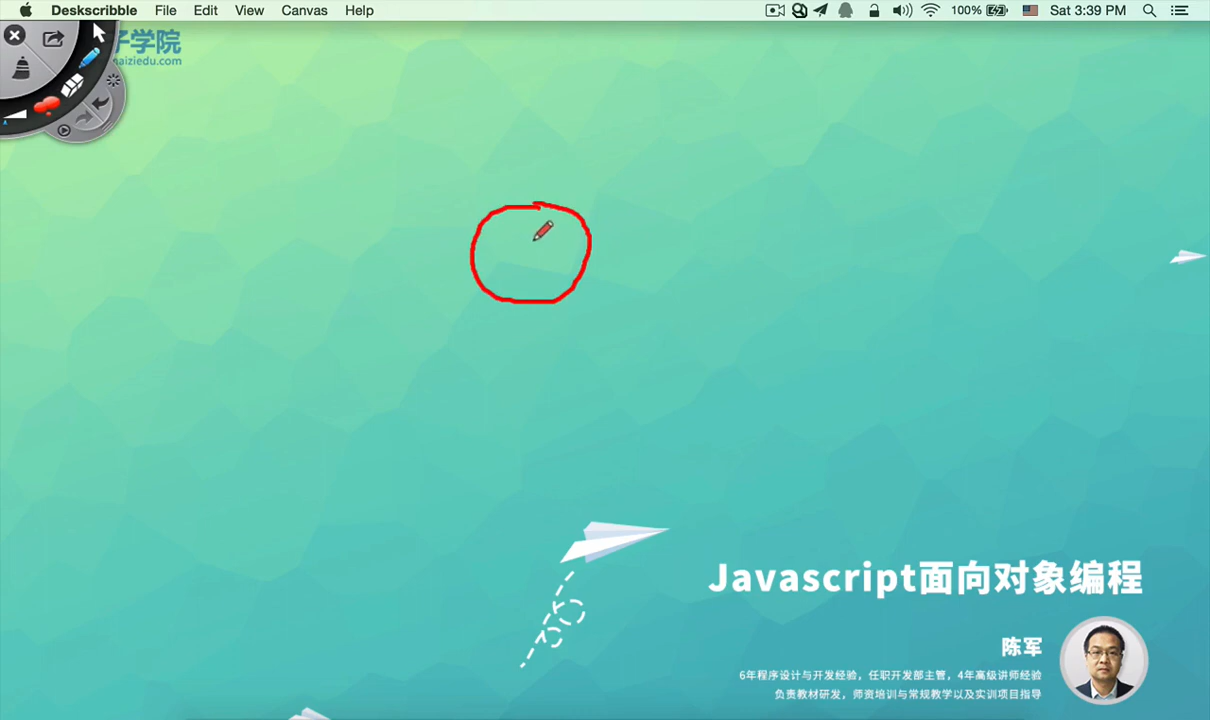 Deskscribble File Edit View Canvas Help 100% Sat 3:39 PM
子学院
maiziedu.com
Javascript面向对象编程
陈军
6年程序设计与开发经验，任职开发部主管，4年高级讲师经验
负责教材研发，师资培训与常规教学以及实训项目指导